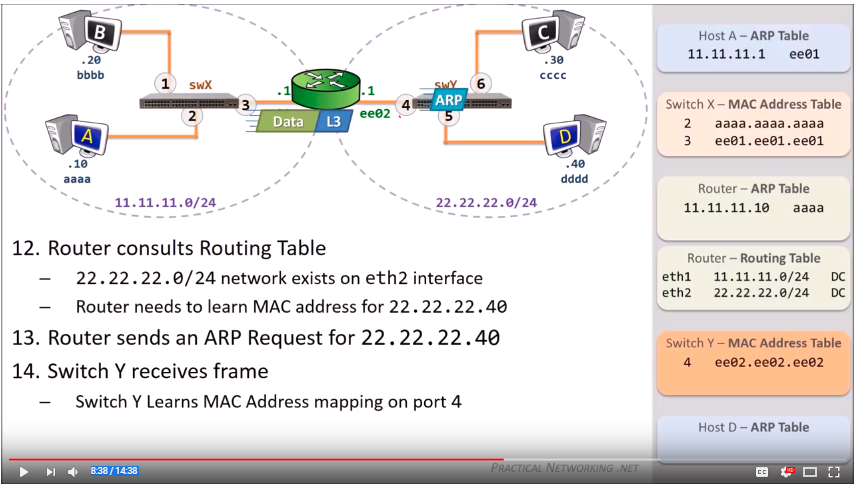 B
.20
bbbb
1
swX
2
3
A
.10
aaaa
.1
.1
ee02
Data
L3
11.11.11.0/24
C
.30
cccc
6
swY
4
ARP
5
D
.40
dddd
22.22.22.0/24
12. Router consults Routing Table
– 22.22.22.0/24 network exists on eth2 interface
– Router needs to learn MAC address for 22.22.22.40
13. Router sends an ARP Request for 22.22.22.40
14. Switch Y receives frame
– Switch Y Learns MAC Address mapping on port 4
Host A – ARP Table
11.11.11.1 ee01
Switch X – MAC Address Table
2 aaaa.aaaa.aaaa
3 ee01.ee01.ee01
Router – ARP Table
11.11.11.10 aaaa
Router – Routing Table
eth1 11.11.11.0/24 DC
eth2 22.22.22.0/24 DC
Switch Y – MAC Address Table
4 ee02.ee02.ee02
Host D – ARP Table
8:38 / 14:38
PRACTICAL NETWORKING .NET
CC
HD